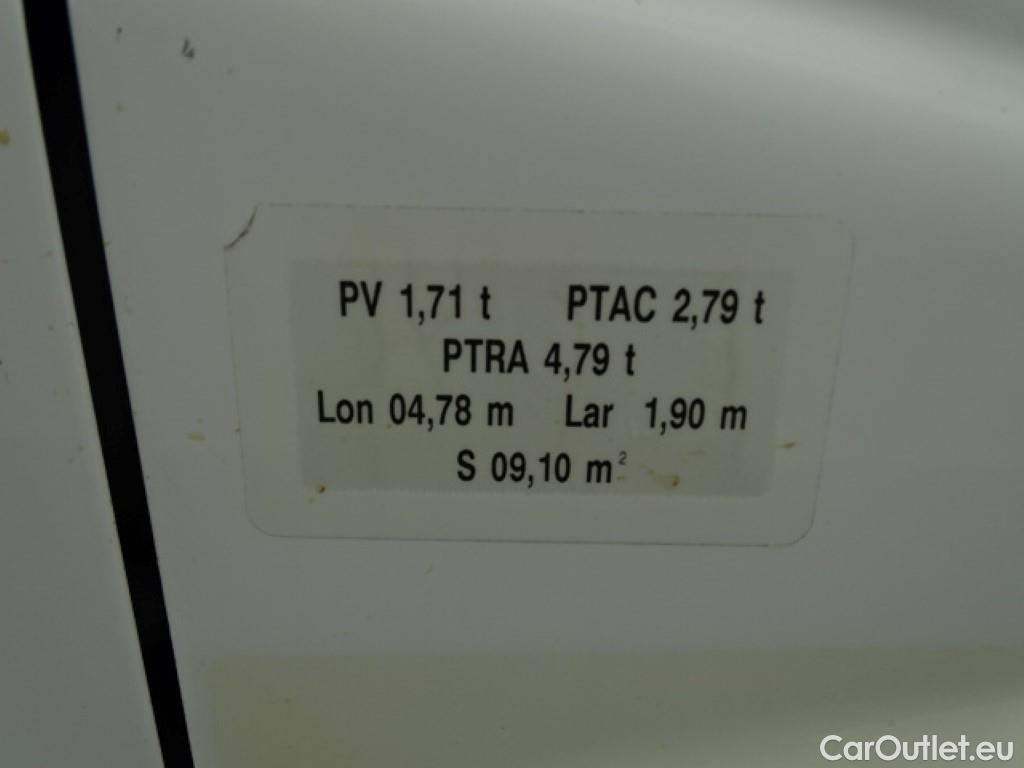 PV 1,71 t PTAC 2,79 t
PTRA 4,79 t
Lon 04,78 m Lar 1,90 m
S 09,10 m²
CarOutlet.eu